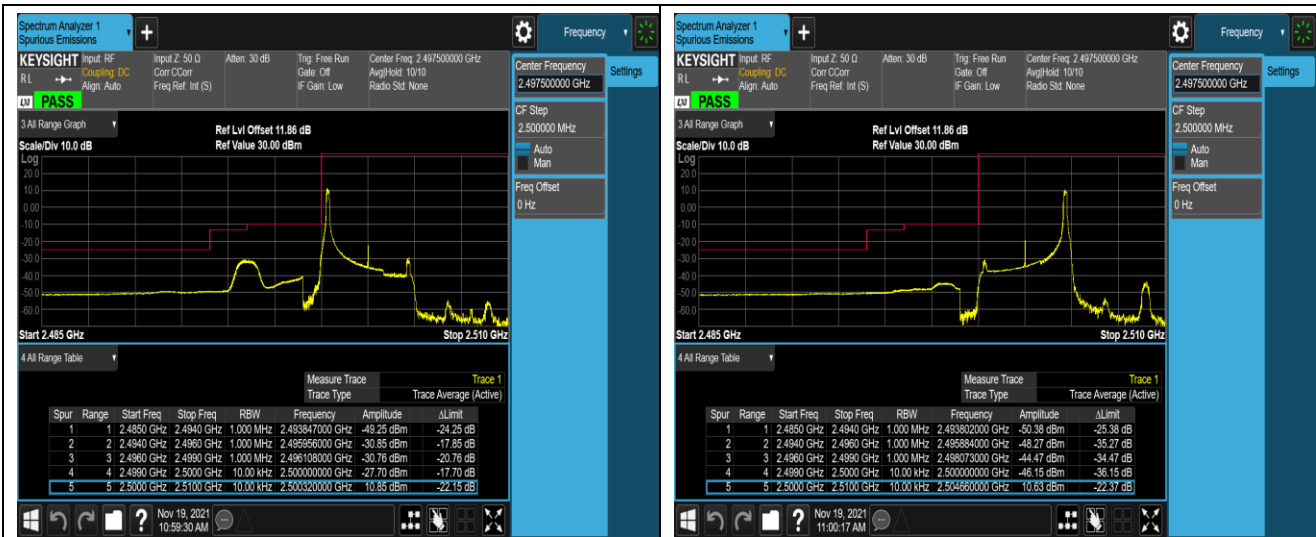 Spectrum Analyzer 1
Spurious Emissions
+
Frequency
KEYSIGHT
RL
LXI
PASS
Input: RF
Coupling: DC
Align: Auto
Input Z: 50 Ω
Corr CCorr
Freq Ref: Int (S)
Atten: 30 dB
Trig: Free Run
Gate: Off
IF Gain: Low
Center Freq: 2.497500000 GHz
Avg|Hold: 10/10
Radio Std: None
Center Frequency
2.497500000 GHz
Settings
CF Step
2.500000 MHz
Auto
Man
Freq Offset
0 Hz
3 All Range Graph
Ref Lvl Offset 11.86 dB
Scale/Div 10.0 dB
Ref Value 30.00 dBm
Log
20.0
10.0
0.00
-10.0
-20.0
-30.0
-40.0
-50.0
-60.0
Start 2.485 GHz
Stop 2.510 GHz
4 All Range Table
Measure Trace Trace 1
Trace Type Trace Average (Active)
Spur Range Start Freq Stop Freq RBW Frequency Amplitude ΔLimit
1 1 2.4850 GHz 2.4940 GHz 1.000 MHz 2.493847000 GHz -49.25 dBm -24.25 dB
2 2 2.4940 GHz 2.4960 GHz 1.000 MHz 2.495956000 GHz -30.85 dBm -17.85 dB
3 3 2.4960 GHz 2.4990 GHz 1.000 MHz 2.496108000 GHz -30.76 dBm -20.76 dB
4 4 2.4990 GHz 2.5000 GHz 10.00 kHz 2.500000000 GHz -27.70 dBm -17.70 dB
5 5 2.5000 GHz 2.5100 GHz 10.00 kHz 2.500320000 GHz 10.85 dBm -22.15 dB
?
Nov 19, 2021
10:59:30 AM
Spectrum Analyzer 1
Spurious Emissions
+
Frequency
KEYSIGHT
RL
LXI
PASS
Input: RF
Coupling: DC
Align: Auto
Input Z: 50 Ω
Corr CCorr
Freq Ref: Int (S)
Atten: 30 dB
Trig: Free Run
Gate: Off
IF Gain: Low
Center Freq: 2.497500000 GHz
Avg|Hold: 10/10
Radio Std: None
Center Frequency
2.497500000 GHz
Settings
CF Step
2.500000 MHz
Auto
Man
Freq Offset
0 Hz
3 All Range Graph
Ref Lvl Offset 11.86 dB
Scale/Div 10.0 dB
Ref Value 30.00 dBm
Log
20.0
10.0
0.00
-10.0
-20.0
-30.0
-40.0
-50.0
-60.0
Start 2.485 GHz
Stop 2.510 GHz
4 All Range Table
Measure Trace Trace 1
Trace Type Trace Average (Active)
Spur Range Start Freq Stop Freq RBW Frequency Amplitude ΔLimit
1 1 2.4850 GHz 2.4940 GHz 1.000 MHz 2.493802000 GHz -50.38 dBm -25.38 dB
2 2 2.4940 GHz 2.4960 GHz 1.000 MHz 2.495884000 GHz -48.27 dBm -35.27 dB
3 3 2.4960 GHz 2.4990 GHz 1.000 MHz 2.498073000 GHz -44.47 dBm -34.47 dB
4 4 2.4990 GHz 2.5000 GHz 10.00 kHz 2.500000000 GHz -46.15 dBm -36.15 dB
5 5 2.5000 GHz 2.5100 GHz 10.00 kHz 2.504660000 GHz 10.63 dBm -22.37 dB
?
Nov 19, 2021
11:00:17 AM